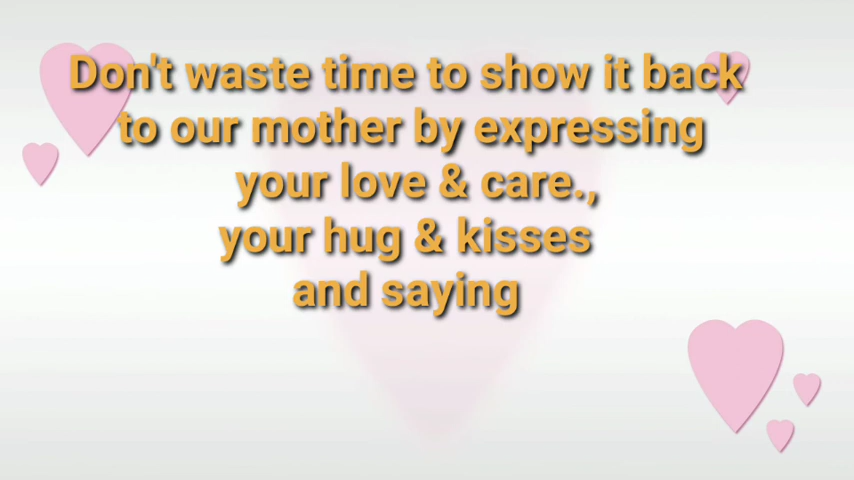 Don't waste time to show it back
to our mother by expressing
your love & care.,
your hug & kisses
and saying